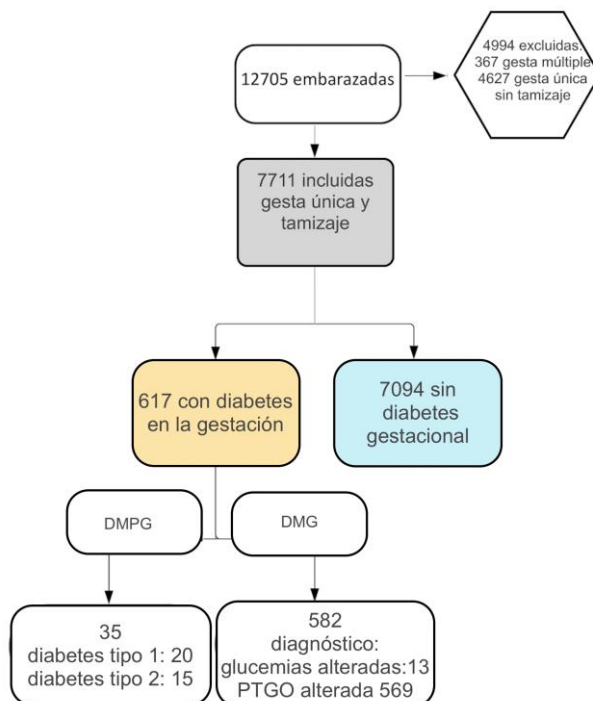 12705 embarazadas
4994 excluidas:
367 gesta múltiple
4627 gesta única
sin tamizaje
7711 incluidas
gesta única y
tamizaje
617 con diabetes
en la gestación
7094 sin
diabetes
gestacional
DMPG
DMG
35
diabetes tipo 1: 20
diabetes tipo 2: 15
582
diagnóstico:
glucemias alteradas:13
PTGO alterada 569